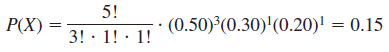 P(X) = 5! / 3! · 1! · 1! · (0.50)³(0.30)¹(0.20)¹ = 0.15